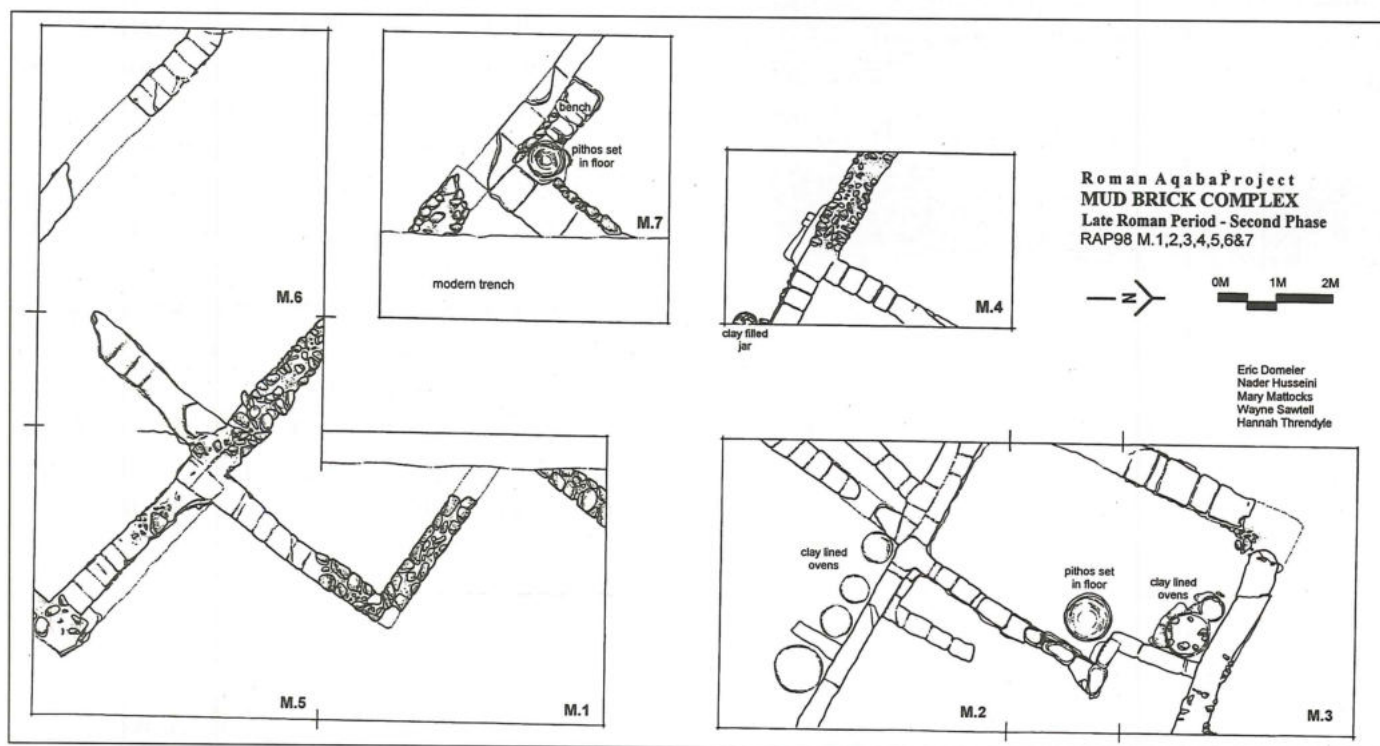 bench
pithos set
in floor
M.7
modern trench
M.6
M.4
clay filled
jar
Roman Aqaba Project
MUD BRICK COMPLEX
Late Roman Period - Second Phase
RAP98 M.1,2,3,4,5,6&7
N
0M 1M 2M
Eric Domeier
Nader Husseini
Mary Mattocks
Wayne Sawtell
Hannah Threndyle
M.5
M.1
clay lined
ovens
pithos set
in floor
clay lined
ovens
M.2
M.3